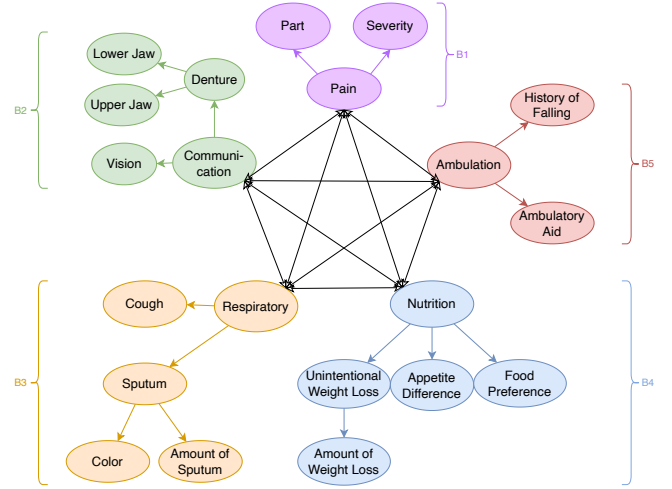 Part
Severity
Pain
B1
Lower Jaw
Upper Jaw
Denture
Vision
Communi-
cation
B2
History of
Falling
Ambulation
Ambulatory
Aid
B5
Cough
Respiratory
Sputum
Color
Amount of
Sputum
B3
Nutrition
Unintentional
Weight Loss
Appetite
Difference
Food
Preference
Amount of
Weight Loss
B4